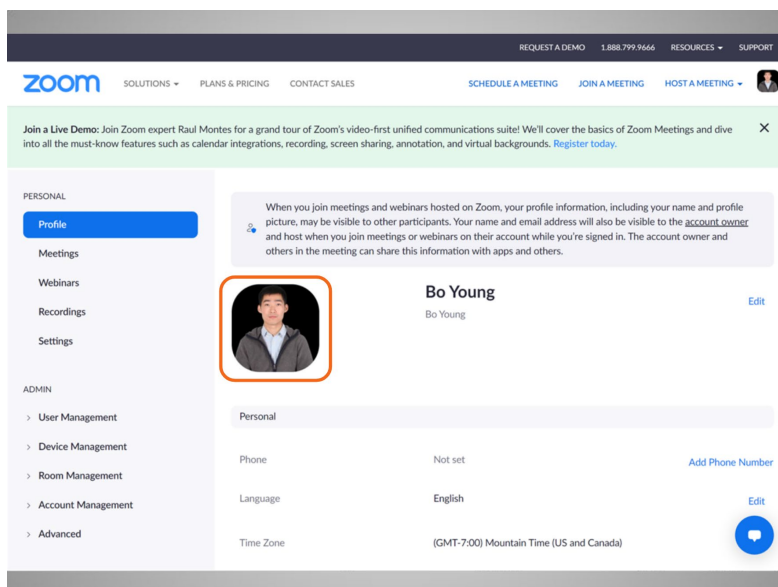 REQUEST A DEMO 1.888.799.9666 RESOURCES SUPPORT
zoom SOLUTIONS PLANS & PRICING CONTACT SALES SCHEDULE A MEETING JOIN A MEETING HOST A MEETING
Join a Live Demo: Join Zoom expert Raul Montes for a grand tour of Zoom's video-first unified communications suite! We'll cover the basics of Zoom Meetings and dive
into all the must-know features such as calendar integrations, recording, screen sharing, annotation, and virtual backgrounds. Register today.
PERSONAL
Profile
Meetings
Webinars
Recordings
Settings
ADMIN
User Management
Device Management
Room Management
Account Management
Advanced
When you join meetings and webinars hosted on Zoom, your profile information, including your name and profile
picture, may be visible to other participants. Your name and email address will also be visible to the account owner
and host when you join meetings or webinars on their account while you're signed in. The account owner and
others in the meeting can share this information with apps and others.
Bo Young
Bo Young
Edit
Personal
Phone Not set Add Phone Number
Language English Edit
Time Zone (GMT-7:00) Mountain Time (US and Canada)